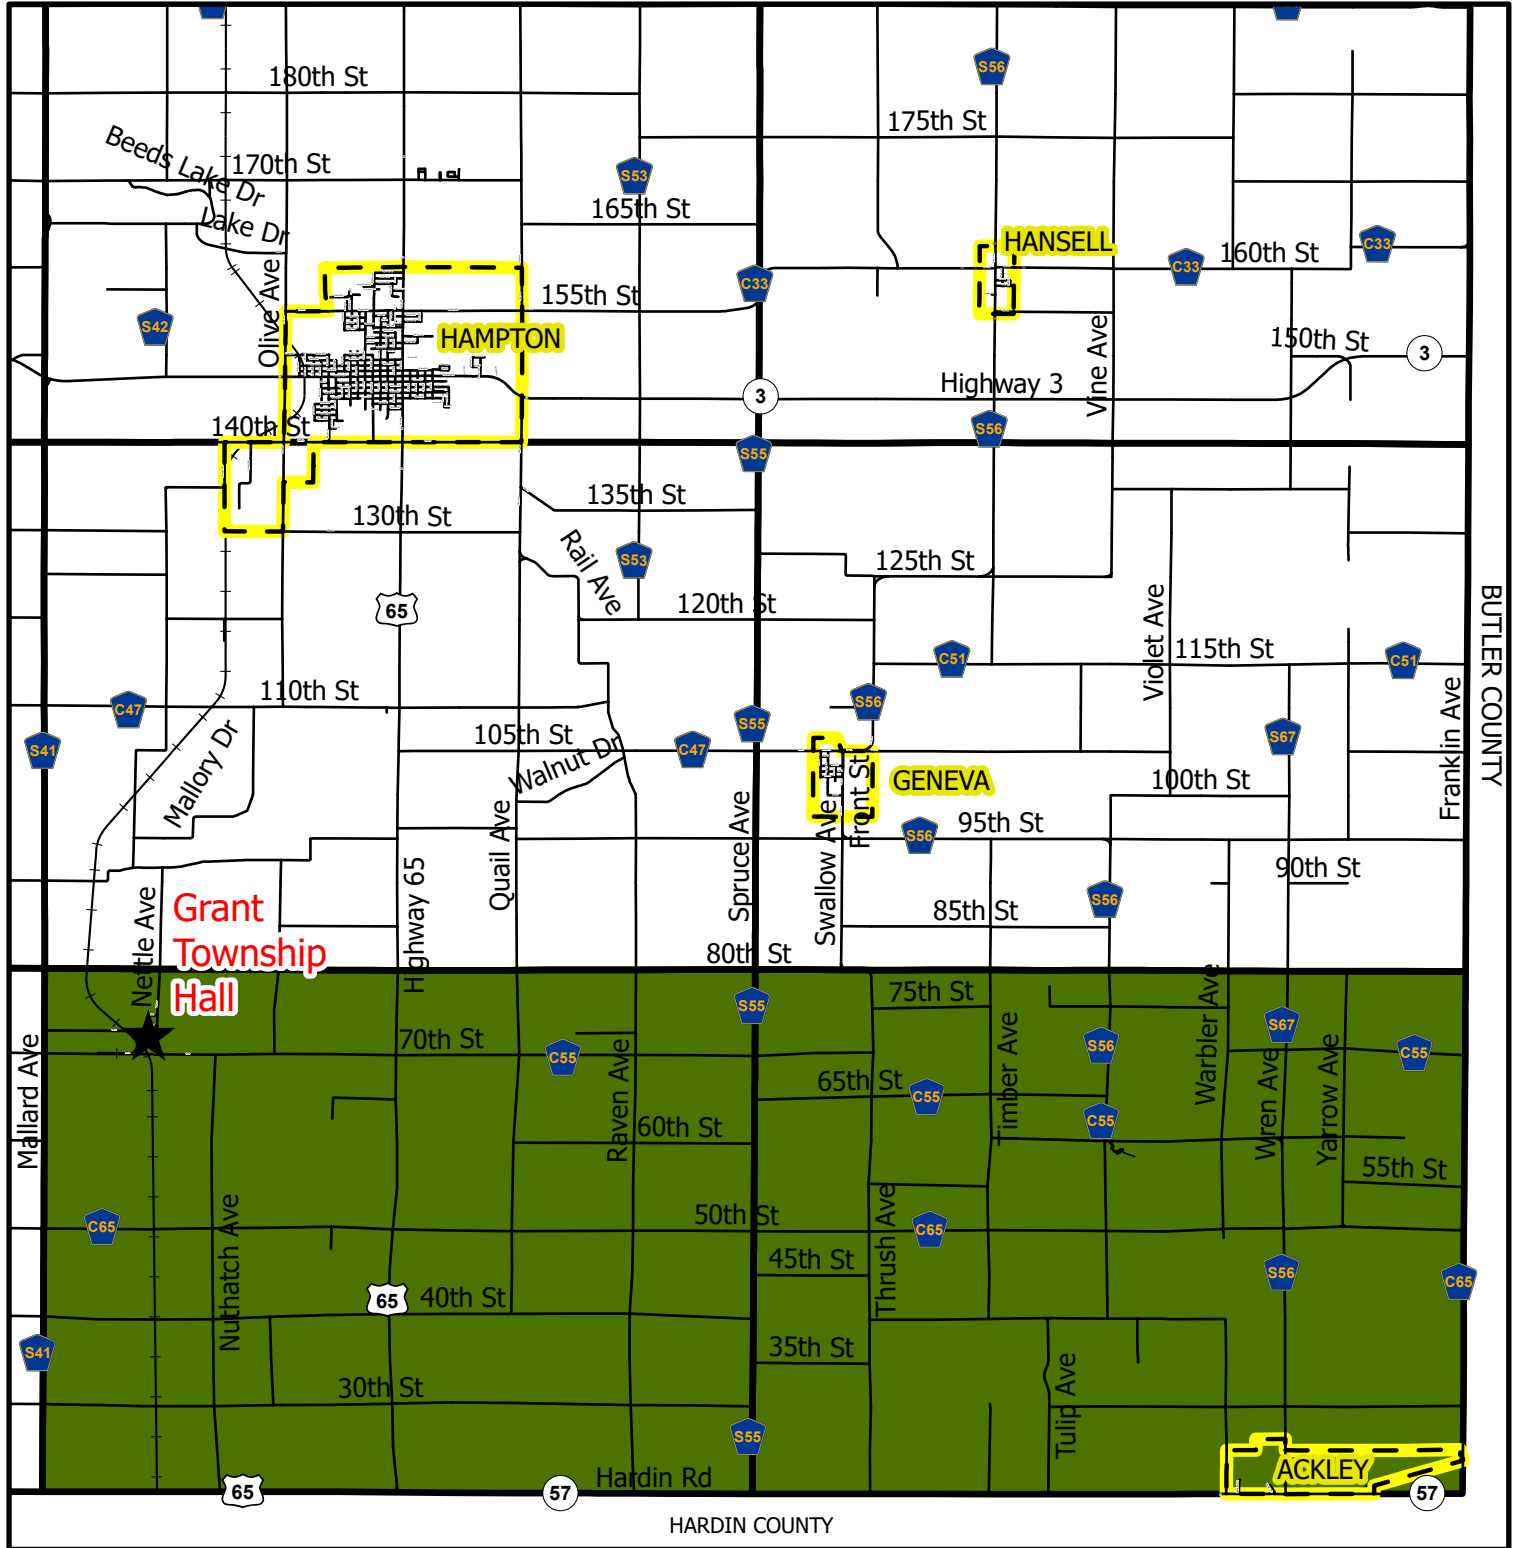 S56
180th St
175th St
Beeds Lake Dr
170th St
S53
165th St
Lake Dr
HANSELL
C33
160th St
C33
C33
155th St
S42
Olive Ave
HAMPTON
150th St
3
Vine Ave
Highway 3
3
140th St
S56
S55
135th St
130th St
Rail Ave
S53
125th St
65
120th St
Violet Ave
BUTLER COUNTY
115th St
C51
C51
110th St
C47
S56
S41
Mallory Dr
105th St
Walnut Dr
C47
S55
S67
Frankin Ave
GENEVA
Front St
100th St
Quail Ave
Spruce Ave
Swallow Ave
S56
95th St
90th St
Nettle Ave
Highway 65
S56
85th St
Grant
Township
Hall
80th St
75th St
S55
Mallard Ave
70th St
C55
Raven Ave
Timber Ave
S56
Warbler Ave
S67
Wren Ave
Yarrow Ave
C55
65th St
C55
C55
60th St
55th St
Nuthatch Ave
C65
50th St
Thrush Ave
C65
45th St
S56
C65
65
40th St
S41
35th St
Tulip Ave
30th St
S55
Hardin Rd
65
57
ACKLEY
57
HARDIN COUNTY